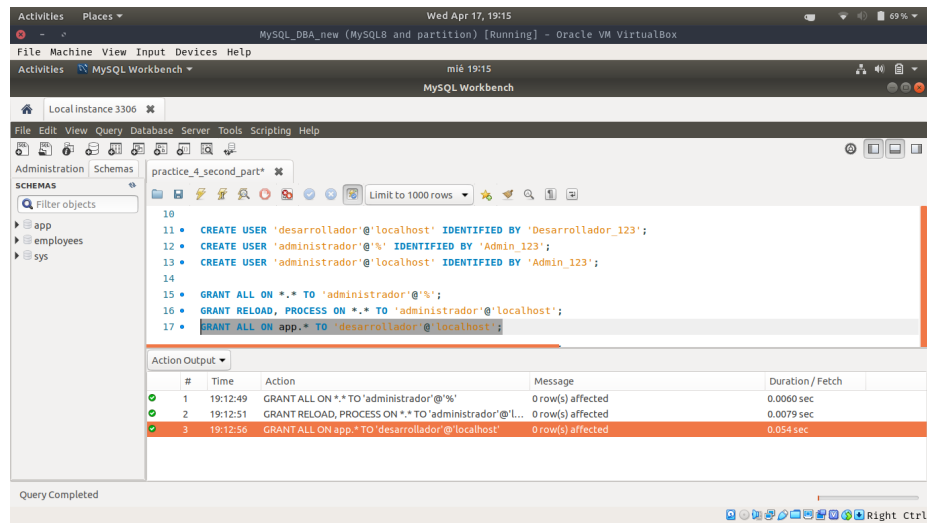 Activities Places Wed Apr 17, 19:15 69 %
MySQL_DBA_new (MySQL8 and partition) [Running] - Oracle VM VirtualBox
File Machine View Input Devices Help
Activities MySQL Workbench mié 19:15
MySQL Workbench
Local instance 3306
File Edit View Query Database Server Tools Scripting Help
Administration Schemas practice_4_second_part*
SCHEMAS
Filter objects Limit to 1000 rows
app
employees
sys
10
11 CREATE USER 'desarrollador'@'localhost' IDENTIFIED BY 'Desarrollador_123';
12 CREATE USER 'administrador'@'%' IDENTIFIED BY 'Admin_123';
13 CREATE USER 'administrador'@'localhost' IDENTIFIED BY 'Admin_123';
14
15 GRANT ALL ON *.* TO 'administrador'@'%';
16 GRANT RELOAD, PROCESS ON *.* TO 'administrador'@'localhost';
17 GRANT ALL ON app.* TO 'desarrollador'@'localhost';
Action Output
# Time Action Message Duration / Fetch
1 19:12:49 GRANT ALL ON *.* TO 'administrador'@'%' 0 row(s) affected 0.0060 sec
2 19:12:51 GRANT RELOAD, PROCESS ON *.* TO 'administrador'@'l... 0 row(s) affected 0.0079 sec
3 19:12:56 GRANT ALL ON app.* TO 'desarrollador'@'localhost' 0 row(s) affected 0.054 sec
Query Completed
Right Ctrl